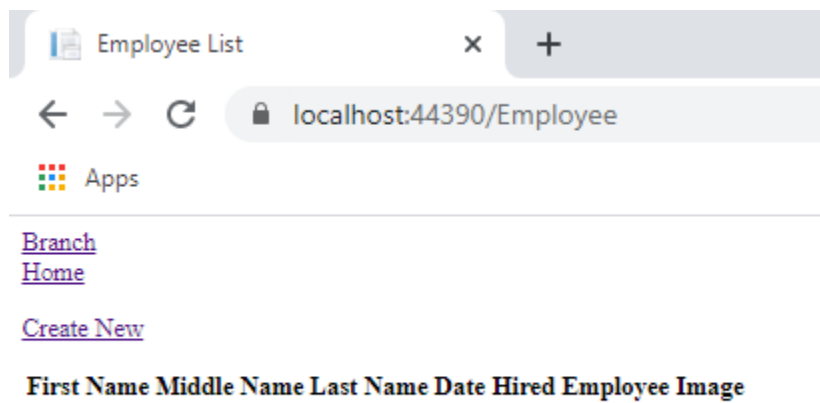 Employee List
localhost:44390/Employee
Apps
Branch
Home
Create New
First Name Middle Name Last Name Date Hired Employee Image